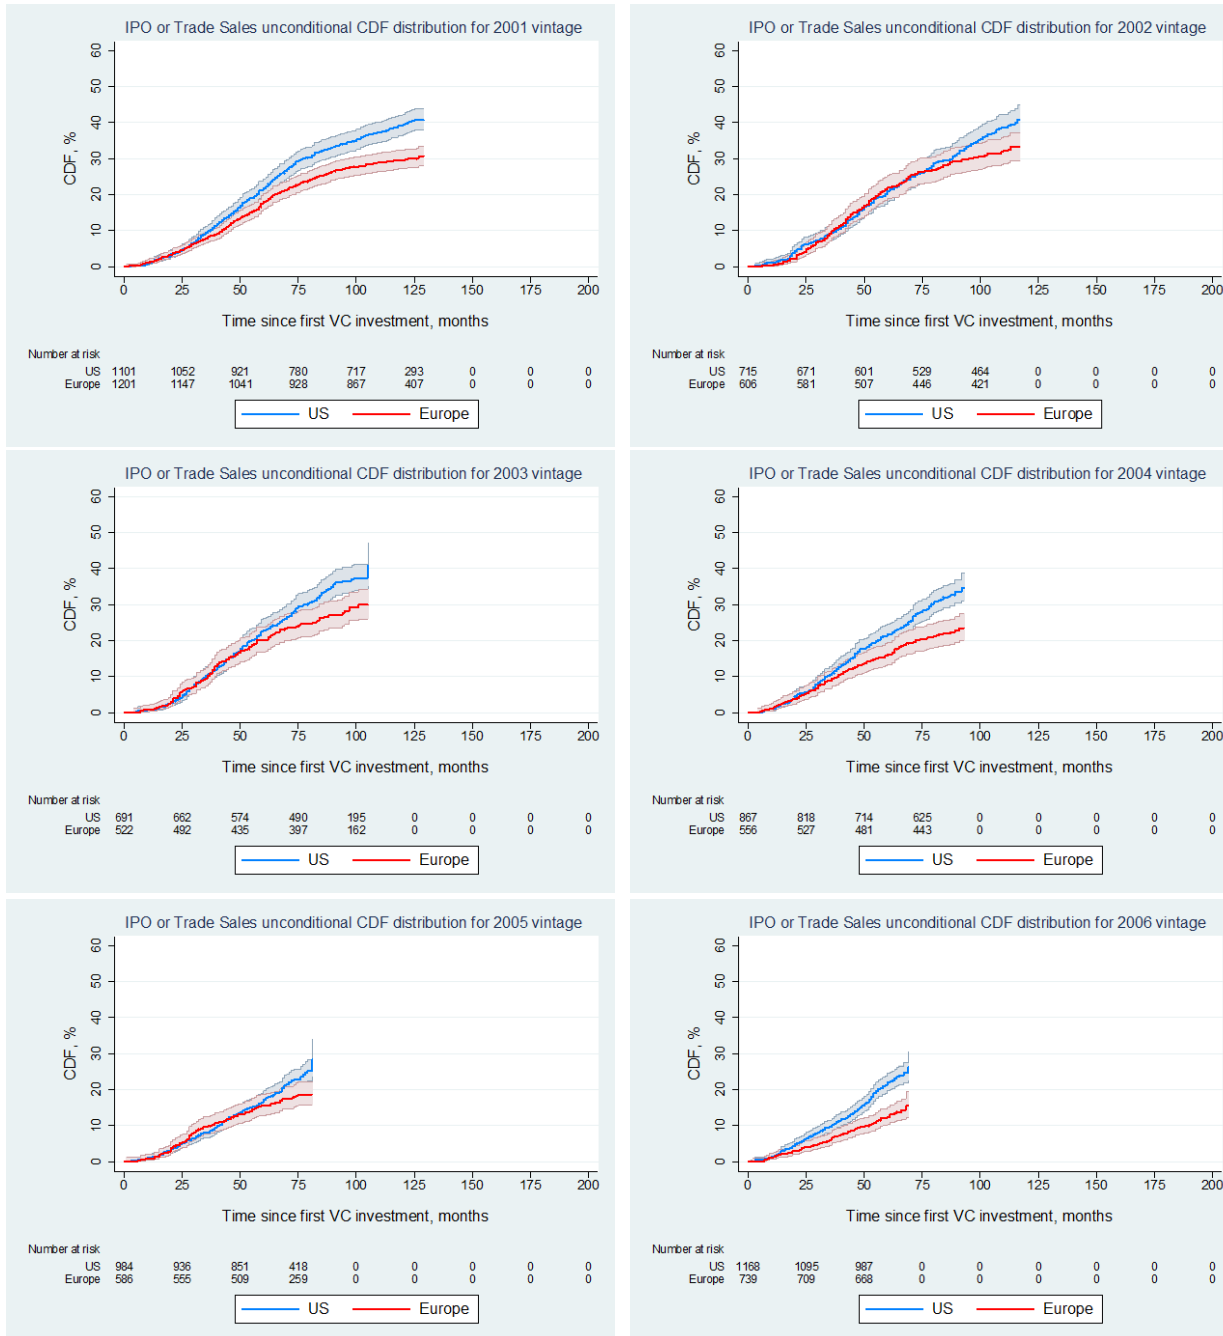 IPO or Trade Sales unconditional CDF distribution for 2001 vintage
CDF, %
60
50
40
30
20
10
0
0 25 50 75 100 125 150 175 200
Time since first VC investment, months
Number at risk
US 1101 1052 921 780 717 293 0 0 0
Europe 1201 1147 1041 928 867 407 0 0 0
US Europe
IPO or Trade Sales unconditional CDF distribution for 2002 vintage
CDF, %
60
50
40
30
20
10
0
0 25 50 75 100 125 150 175 200
Time since first VC investment, months
Number at risk
US 715 671 601 529 464 0 0 0 0
Europe 606 581 507 446 421 0 0 0 0
US Europe
IPO or Trade Sales unconditional CDF distribution for 2003 vintage
CDF, %
60
50
40
30
20
10
0
0 25 50 75 100 125 150 175 200
Time since first VC investment, months
Number at risk
US 691 662 574 490 195 0 0 0 0
Europe 522 492 435 397 162 0 0 0 0
US Europe
IPO or Trade Sales unconditional CDF distribution for 2004 vintage
CDF, %
60
50
40
30
20
10
0
0 25 50 75 100 125 150 175 200
Time since first VC investment, months
Number at risk
US 867 818 714 625 0 0 0 0 0
Europe 556 527 481 443 0 0 0 0 0
US Europe
IPO or Trade Sales unconditional CDF distribution for 2005 vintage
CDF, %
60
50
40
30
20
10
0
0 25 50 75 100 125 150 175 200
Time since first VC investment, months
Number at risk
US 984 936 851 418 0 0 0 0 0
Europe 586 555 509 259 0 0 0 0 0
US Europe
IPO or Trade Sales unconditional CDF distribution for 2006 vintage
CDF, %
60
50
40
30
20
10
0
0 25 50 75 100 125 150 175 200
Time since first VC investment, months
Number at risk
US 1168 1095 987 0 0 0 0 0 0
Europe 739 709 668 0 0 0 0 0 0
US Europe